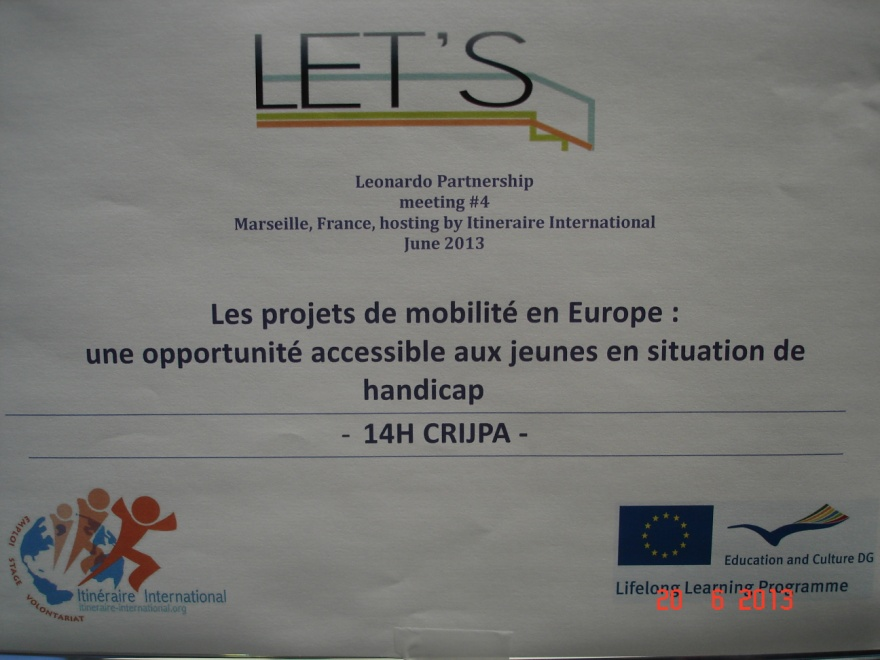 LET'S
Leonardo Partnership
meeting #4
Marseille, France, hosting by Itineraire International
June 2013
Les projets de mobilité en Europe :
une opportunité accessible aux jeunes en situation de
handicap
- 14H CRIJPA -
EMPLOI STAGE VOLONTARIAT
Itinéraire International
itineraire-international.org
Education and Culture DG
Lifelong Learning Programme
20 6 2013